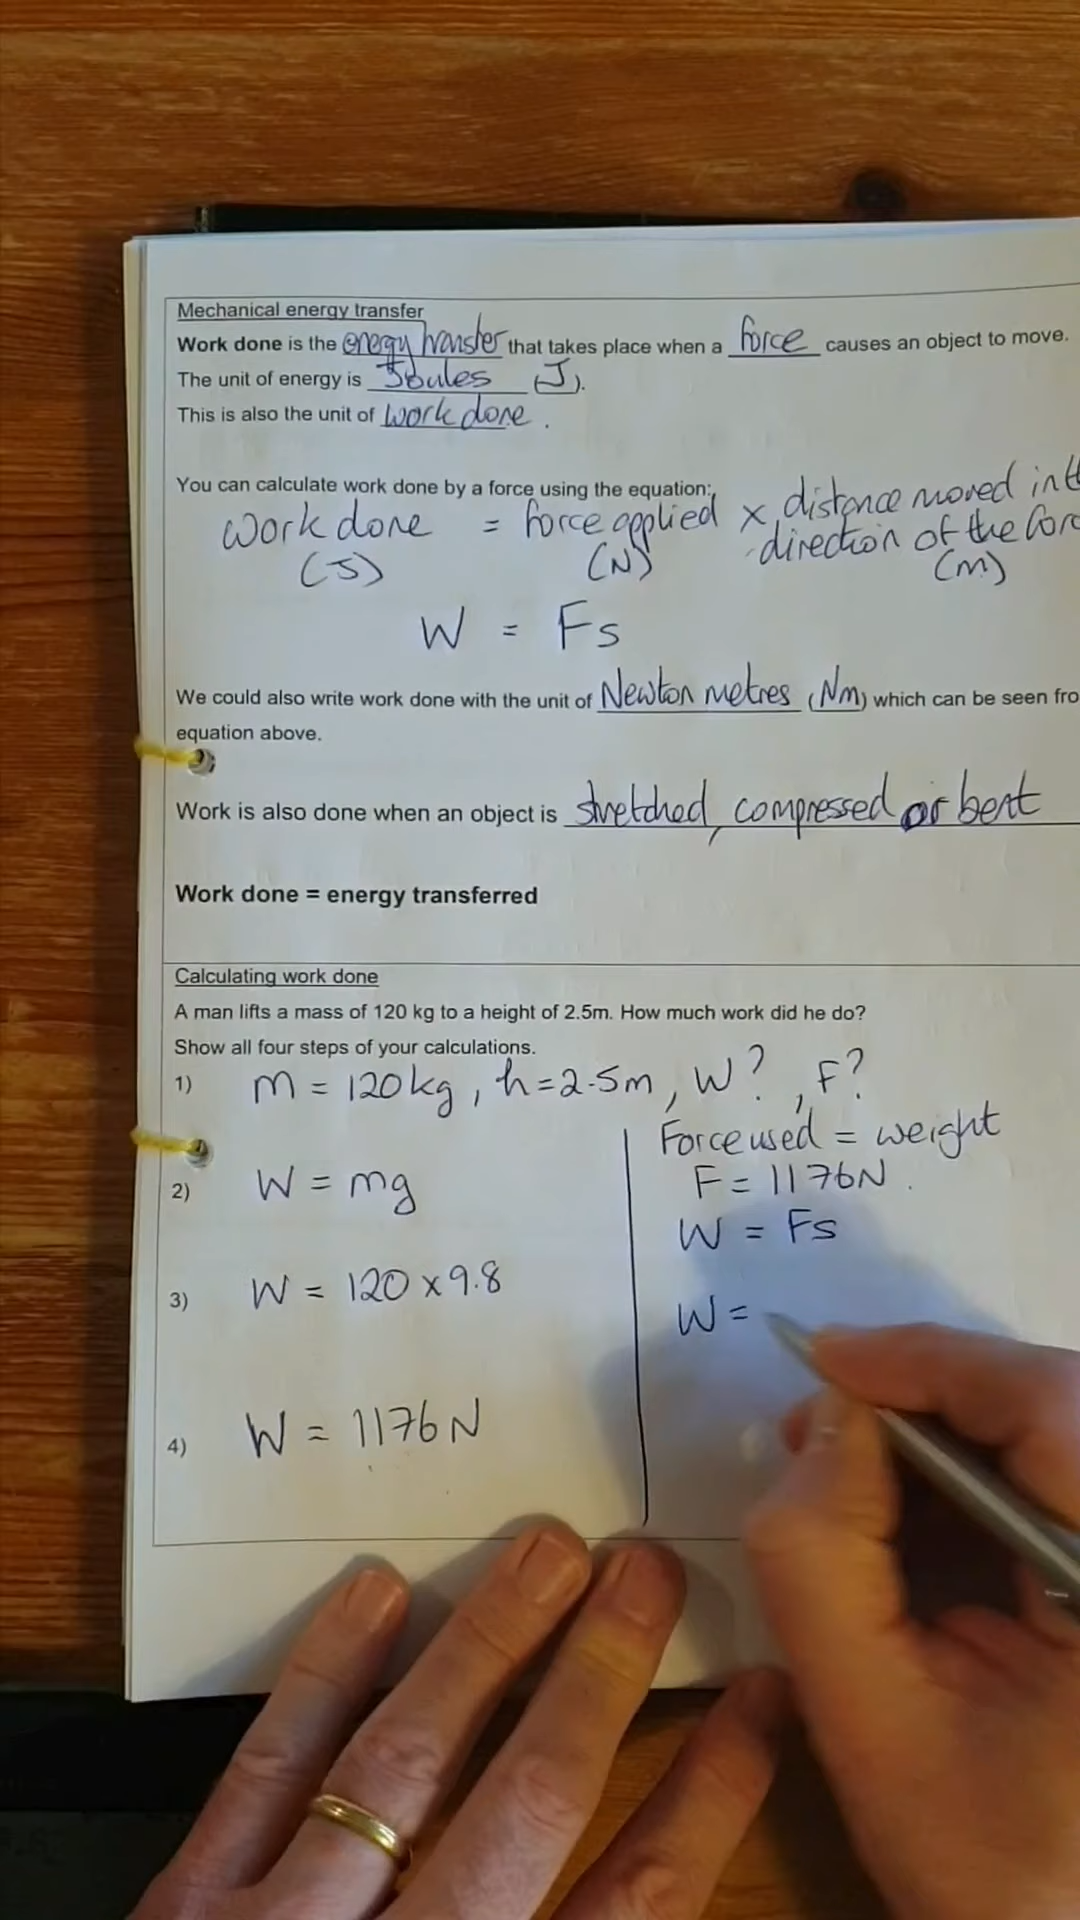 Mechanical energy transfer
Work done is the energy transfer that takes place when a force causes an object to move.
The unit of energy is Joules (J).
This is also the unit of work done.
You can calculate work done by a force using the equation:
work done = force applied × distance moved in
(J) (N) direction of the
(m)
W = Fs
We could also write work done with the unit of Newton metres (Nm) which can be seen
equation above.
Work is also done when an object is stretched, compressed or bent
Work done = energy transferred
Calculating work done
A man lifts a mass of 120 kg to a height of 2.5m. How much work did he do?
Show all four steps of your calculations.
1) m = 120kg, h = 2.5m, W?, F?
2) W = mg
3) W = 120 × 9.8
4) W = 1176N
Force used = weight
F = 1176N.
W = Fs
W =